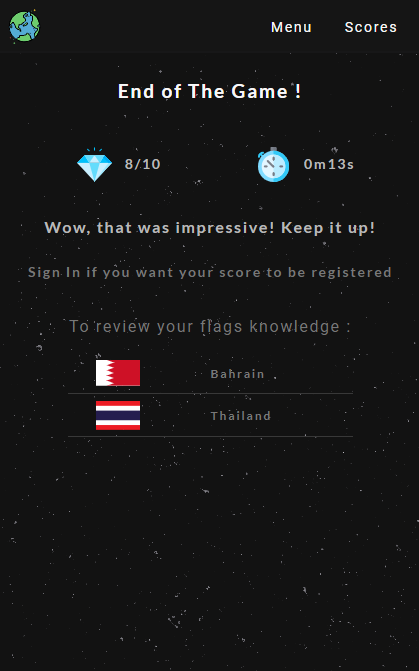 Menu Scores
End of The Game !
8/10 0m13s
Wow, that was impressive! Keep it up!
Sign In if you want your score to be registered
To review your flags knowledge :
Bahrain
Thailand